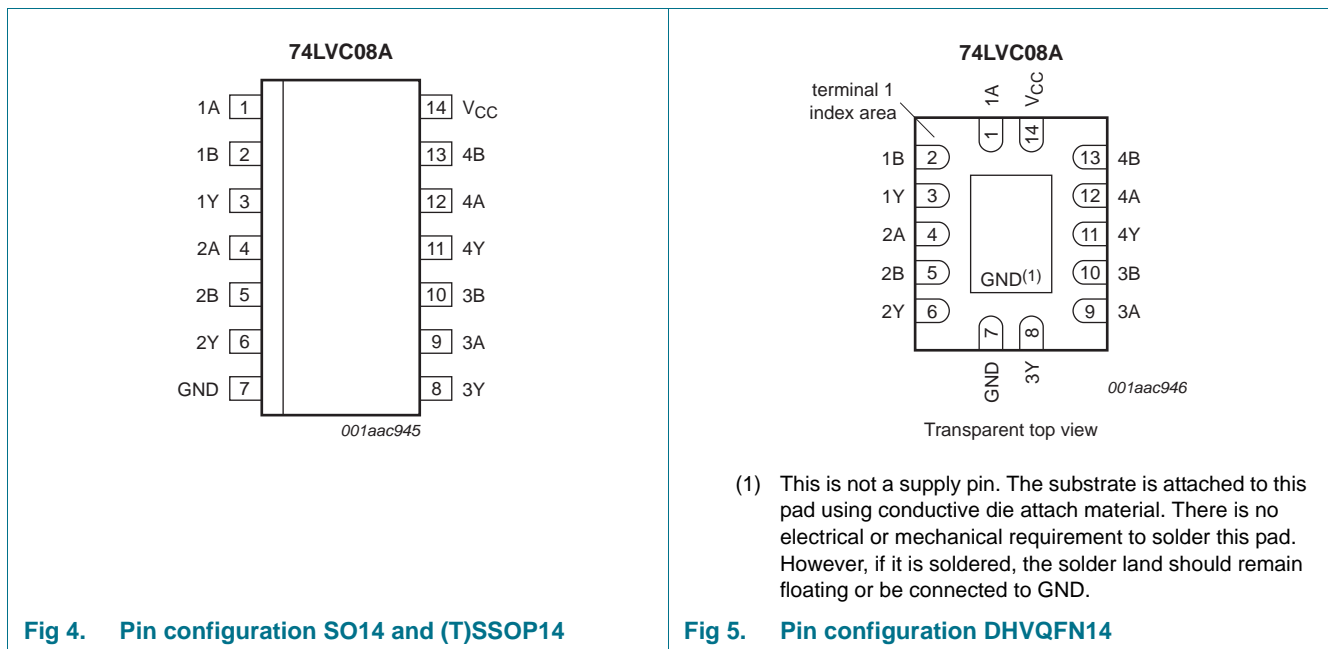 74LVC08A
1A 1 14 VCC
1B 2 13 4B
1Y 3 12 4A
2A 4 11 4Y
2B 5 10 3B
2Y 6 9 3A
GND 7 8 3Y
001aac945
Fig 4. Pin configuration SO14 and (T)SSOP14
74LVC08A
terminal 1
index area
1A VCC
1 14
1B 2 13 4B
1Y 3 12 4A
2A 4 11 4Y
2B 5 10 3B
GND(1)
2Y 6 9 3A
7 8
GND 3Y
001aac946
Transparent top view
(1) This is not a supply pin. The substrate is attached to this
pad using conductive die attach material. There is no
electrical or mechanical requirement to solder this pad.
However, if it is soldered, the solder land should remain
floating or be connected to GND.
Fig 5. Pin configuration DHVQFN14